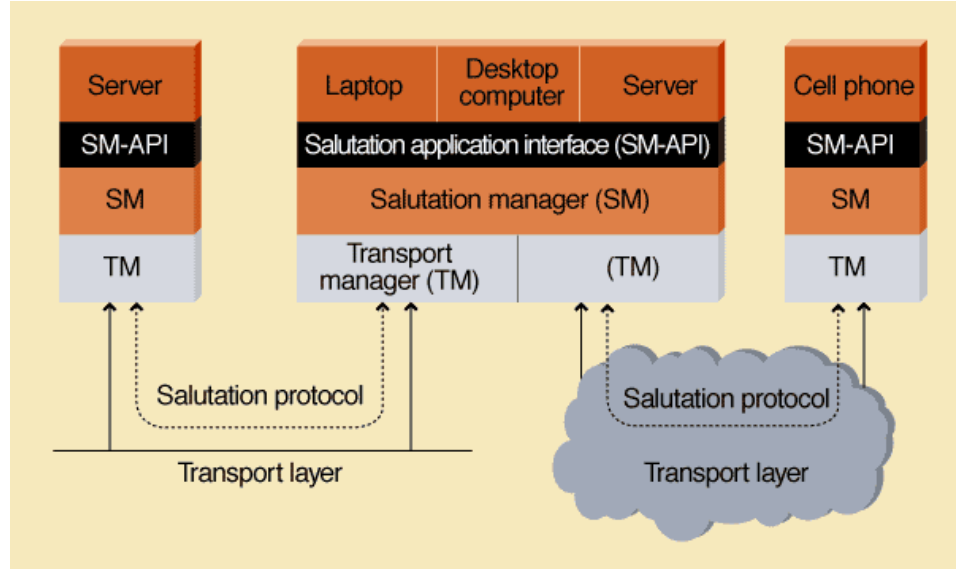 Server
SM-API
SM
TM
Laptop
Desktop
computer
Server
Salutation application interface (SM-API)
Salutation manager (SM)
Transport
manager (TM)
(TM)
Cell phone
SM-API
SM
TM
Salutation protocol
Transport layer
Salutation protocol
Transport layer